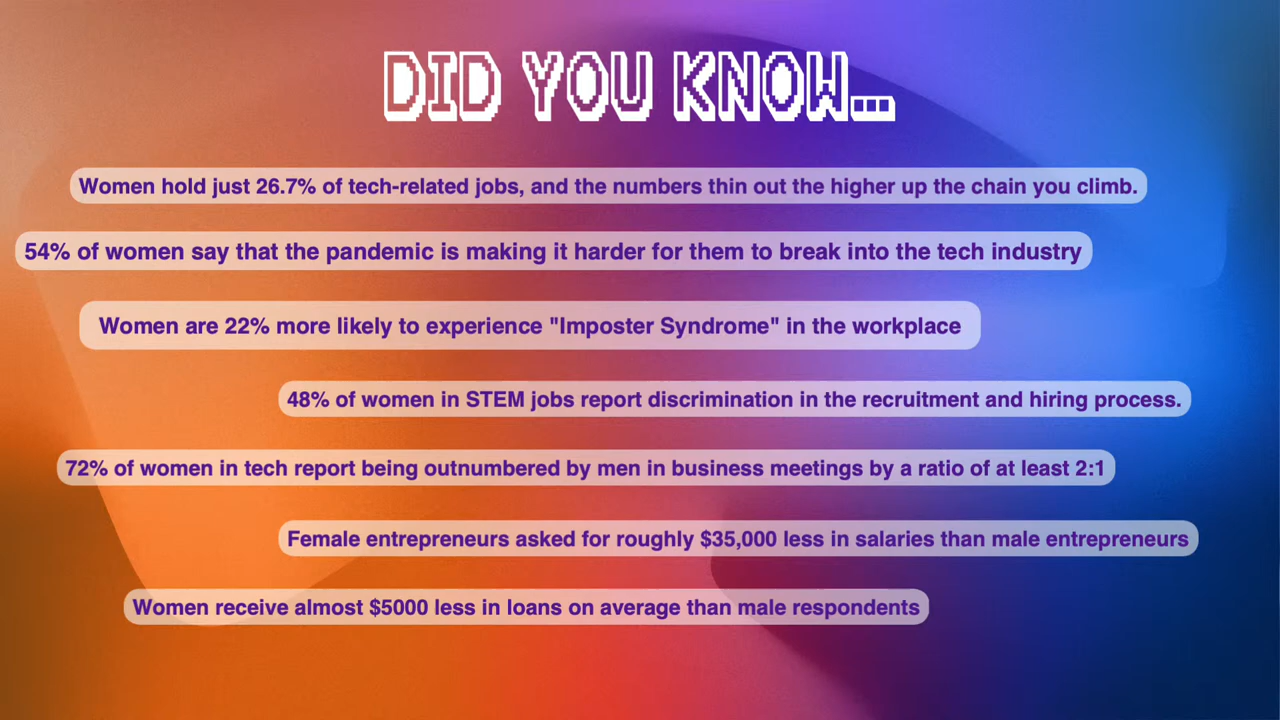 DID YOU KNOW...
Women hold just 26.7% of tech-related jobs, and the numbers thin out the higher up the chain you climb.
54% of women say that the pandemic is making it harder for them to break into the tech industry
Women are 22% more likely to experience "Imposter Syndrome" in the workplace
48% of women in STEM jobs report discrimination in the recruitment and hiring process.
72% of women in tech report being outnumbered by men in business meetings by a ratio of at least 2:1
Female entrepreneurs asked for roughly $35,000 less in salaries than male entrepreneurs
Women receive almost $5000 less in loans on average than male respondents